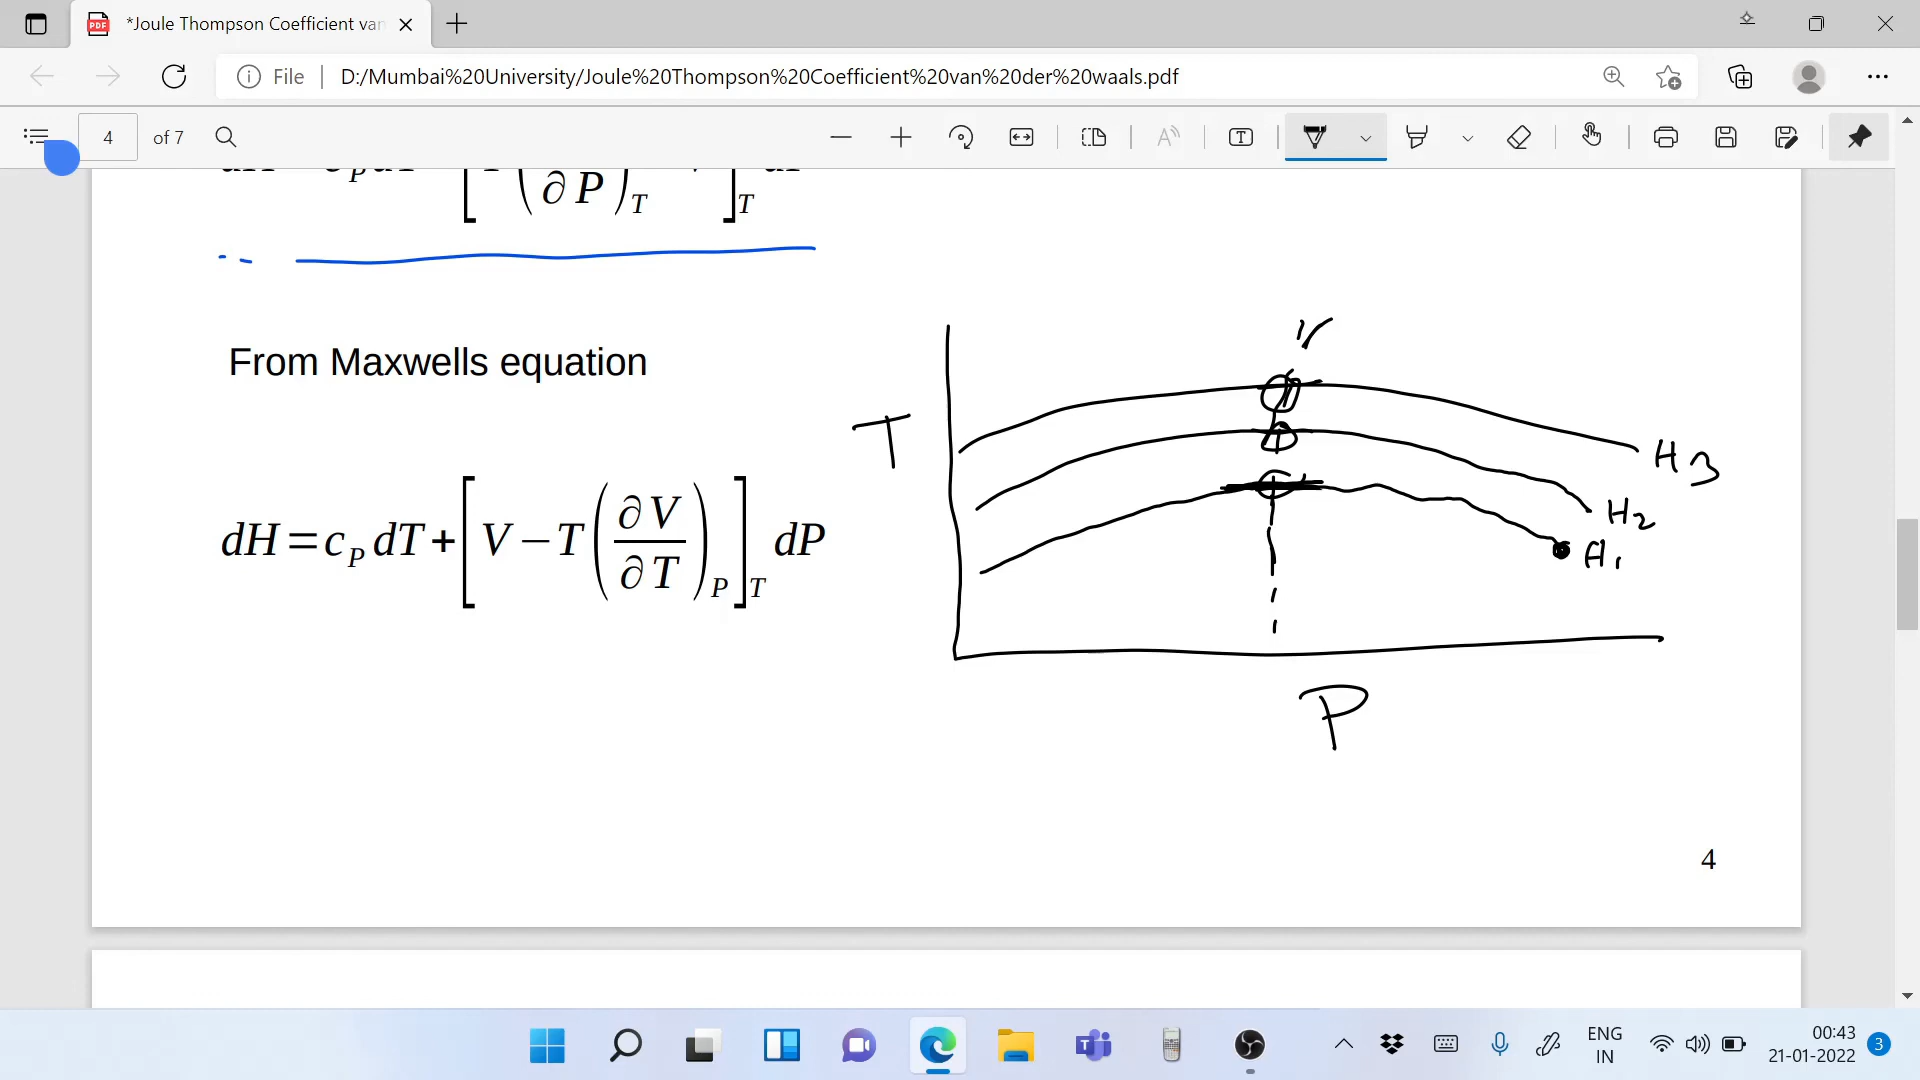 *Joule Thompson Coefficient van
File
D:/Mumbai%20University/Joule%20Thompson%20Coefficient%20van%20der%20waals.pdf
4 of 7
∂ P )_T ]_T
From Maxwells equation
dH = c_P dT + [ V − T ( ∂V / ∂T )_P ]_T dP
T
H3
H2
H1
P
4
ENG
IN
00:43
21-01-2022
3